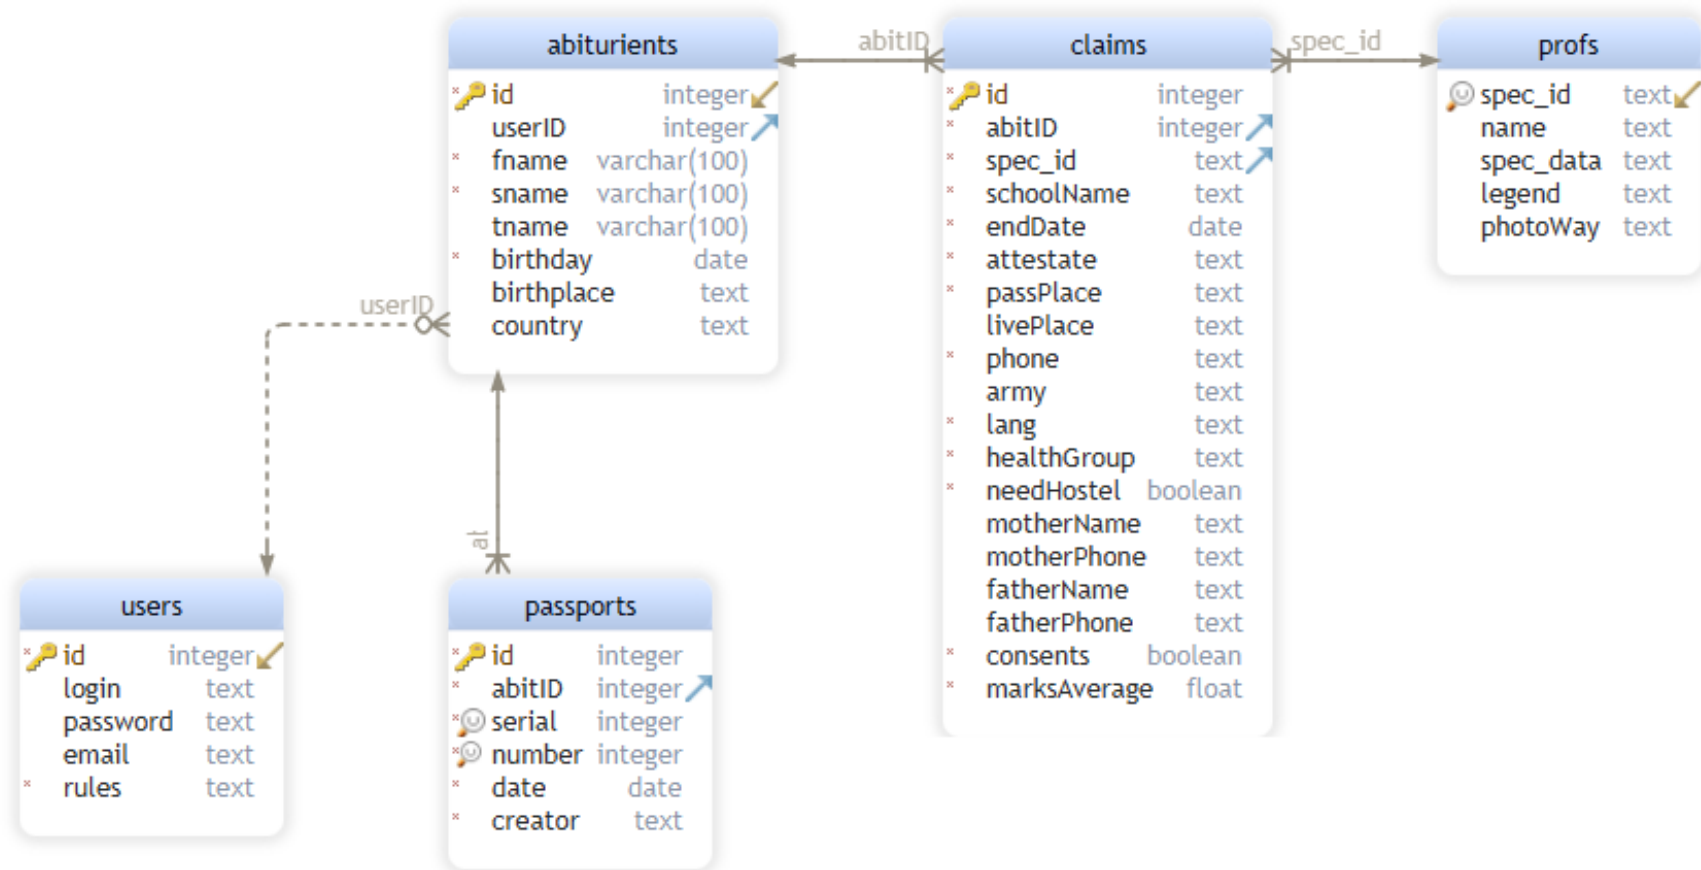 abiturients
id integer
userID integer
fname varchar(100)
sname varchar(100)
tname varchar(100)
birthday date
birthplace text
country text
abitID
claims
id integer
abitID integer
spec_id text
schoolName text
endDate date
attestate text
passPlace text
livePlace text
phone text
army text
lang text
healthGroup text
needHostel boolean
motherName text
motherPhone text
fatherName text
fatherPhone text
consents boolean
marksAverage float
spec_id
profs
spec_id text
name text
spec_data text
legend text
photoWay text
userID
users
id integer
login text
password text
email text
rules text
passports
id integer
abitID integer
serial integer
number integer
date date
creator text